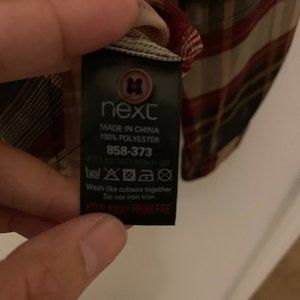 next
MADE IN CHINA
100% POLYESTER
858-373
Wash like colours together
Do not iron trim
KEEP AWAY FROM FIRE